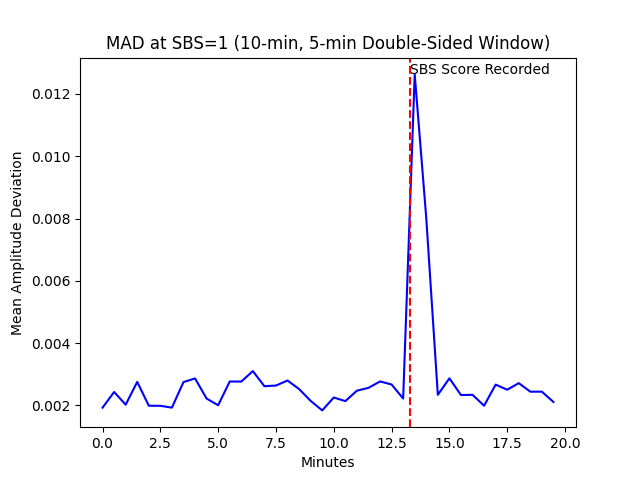 MAD at SBS=1 (10-min, 5-min Double-Sided Window)
SBS Score Recorded
0.012
0.010
0.008
0.006
0.004
0.002
Mean Amplitude Deviation
0.0 2.5 5.0 7.5 10.0 12.5 15.0 17.5 20.0
Minutes